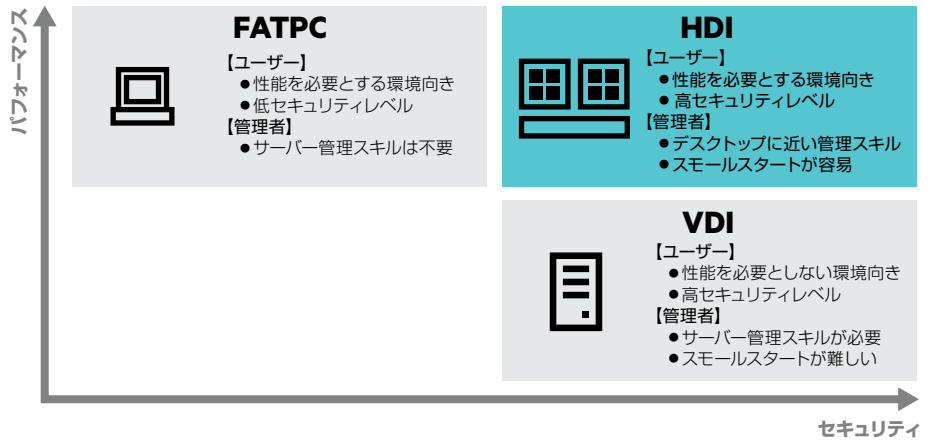 パフォーマンス
FATPC
【ユーザー】
●性能を必要とする環境向き
●低セキュリティレベル
【管理者】
●サーバー管理スキルは不要
HDI
【ユーザー】
●性能を必要とする環境向き
●高セキュリティレベル
【管理者】
●デスクトップに近い管理スキル
●スモールスタートが容易
VDI
【ユーザー】
●性能を必要としない環境向き
●高セキュリティレベル
【管理者】
●サーバー管理スキルが必要
●スモールスタートが難しい
セキュリティ